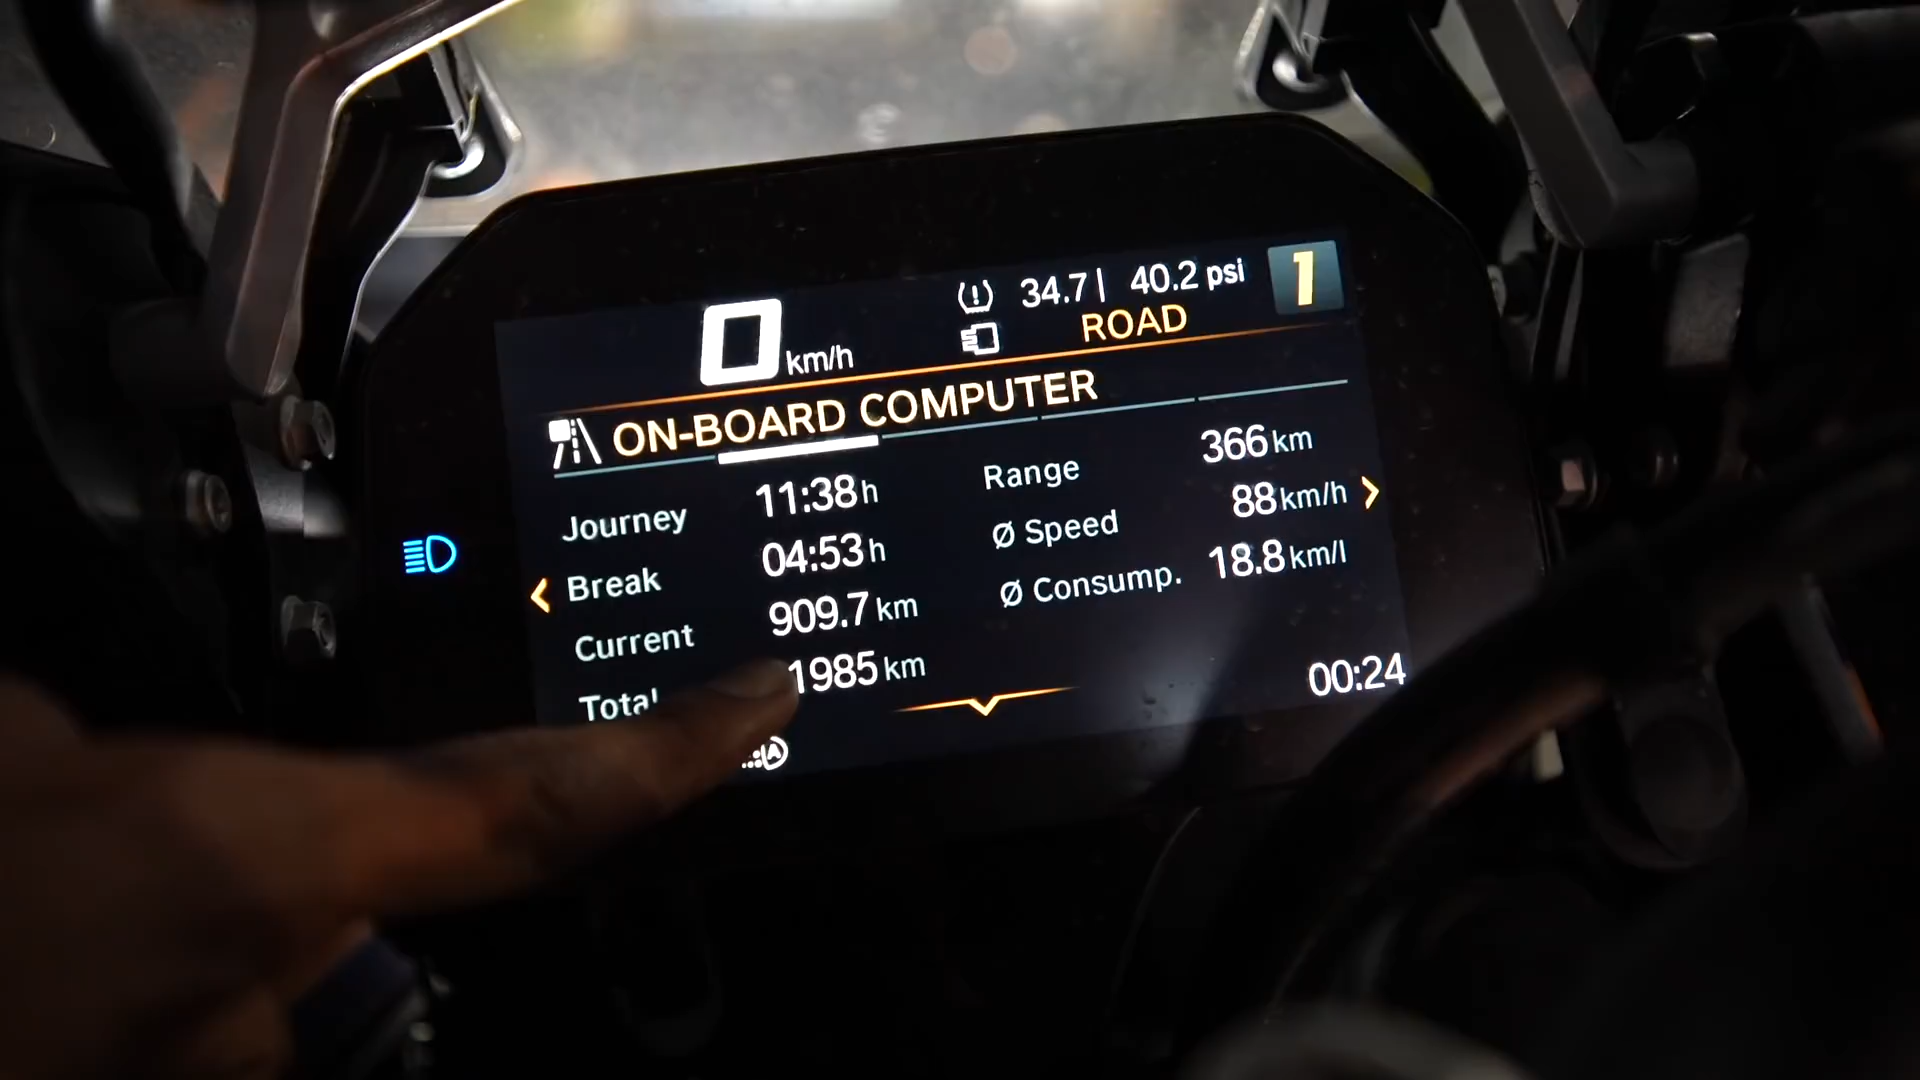 34.7 | 40.2 psi 1
0 km/h ROAD
ON-BOARD COMPUTER
Journey 11:38 h Range 366 km
Break 04:53 h Ø Speed 88 km/h
Current 909.7 km Ø Consump. 18.8 km/l
Total 1985 km
00:24
A